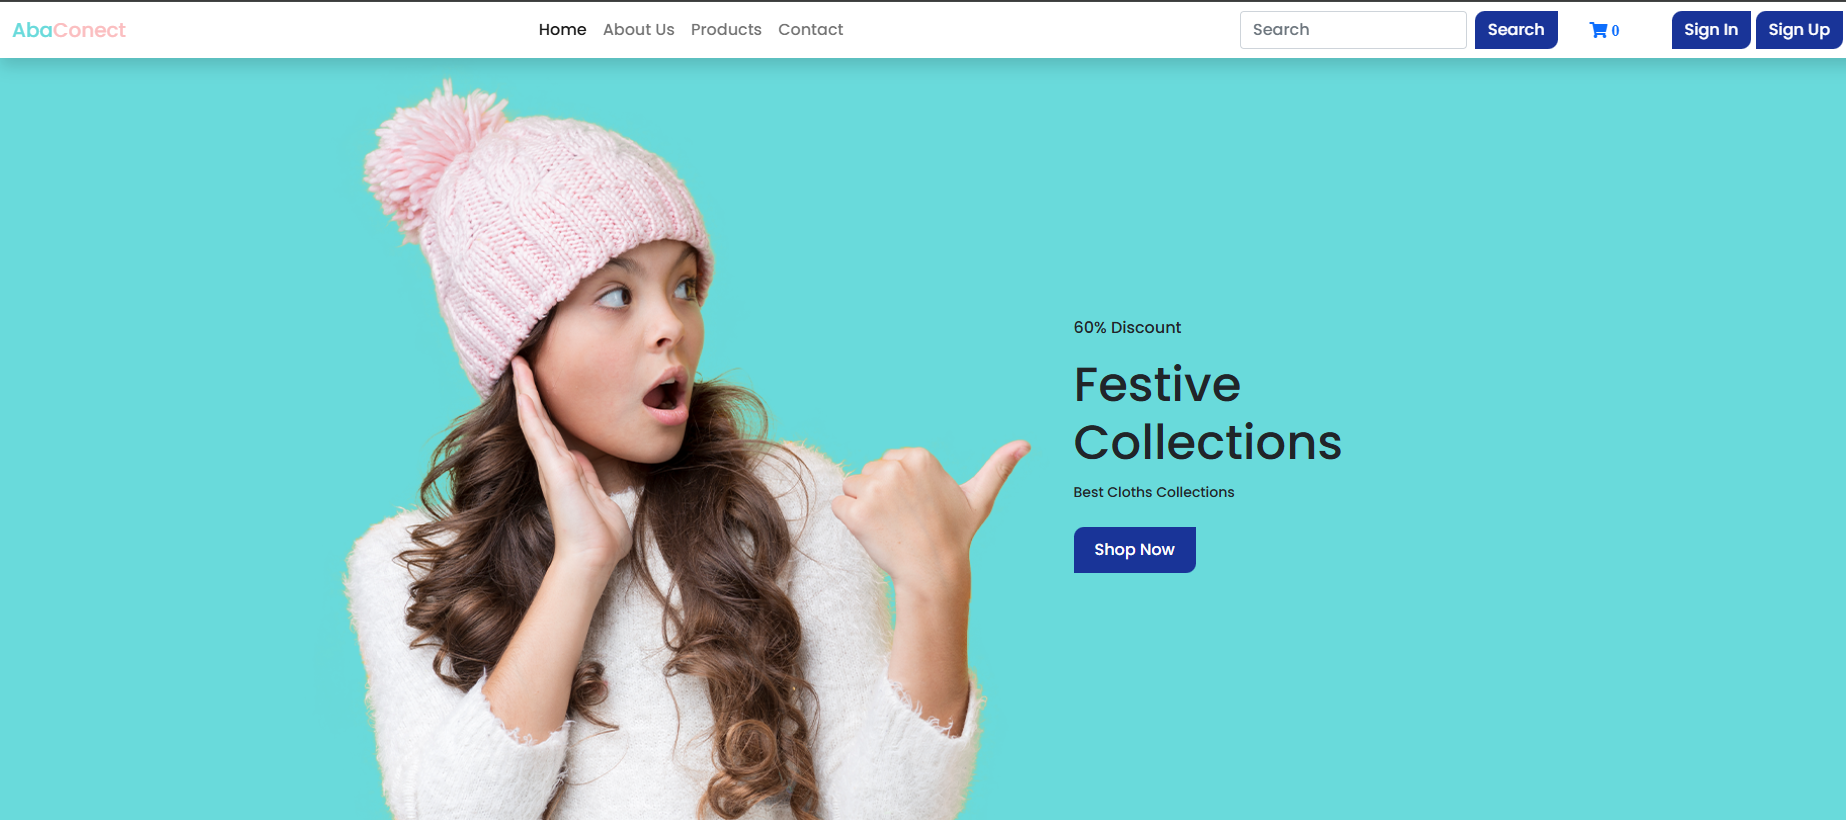 AbaConect
Home About Us Products Contact
Search
Search
0
Sign In
Sign Up
60% Discount
Festive
Collections
Best Cloths Collections
Shop Now